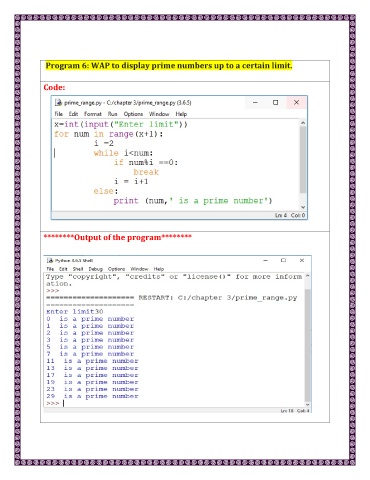 Program 6: WAP to display prime numbers up to a certain limit.
Code:
prime_range.py - C:/chapter 3/prime_range.py (3.6.5)
File Edit Format Run Options Window Help
x=int(input("Enter limit"))
for num in range(x+1):
i =2
while i<num:
if num%i ==0:
break
i = i+1
else:
print (num,' is a prime number')
Ln: 4 Col: 0
********Output of the program********
Python 3.6.5 Shell
File Edit Shell Debug Options Window Help
Type "copyright", "credits" or "license()" for more inform
ation.
>>>
==================== RESTART: C:/chapter 3/prime_range.py
====================
Enter limit30
0 is a prime number
1 is a prime number
2 is a prime number
3 is a prime number
5 is a prime number
7 is a prime number
11 is a prime number
13 is a prime number
17 is a prime number
19 is a prime number
23 is a prime number
29 is a prime number
>>>
Ln: 18 Col: 4